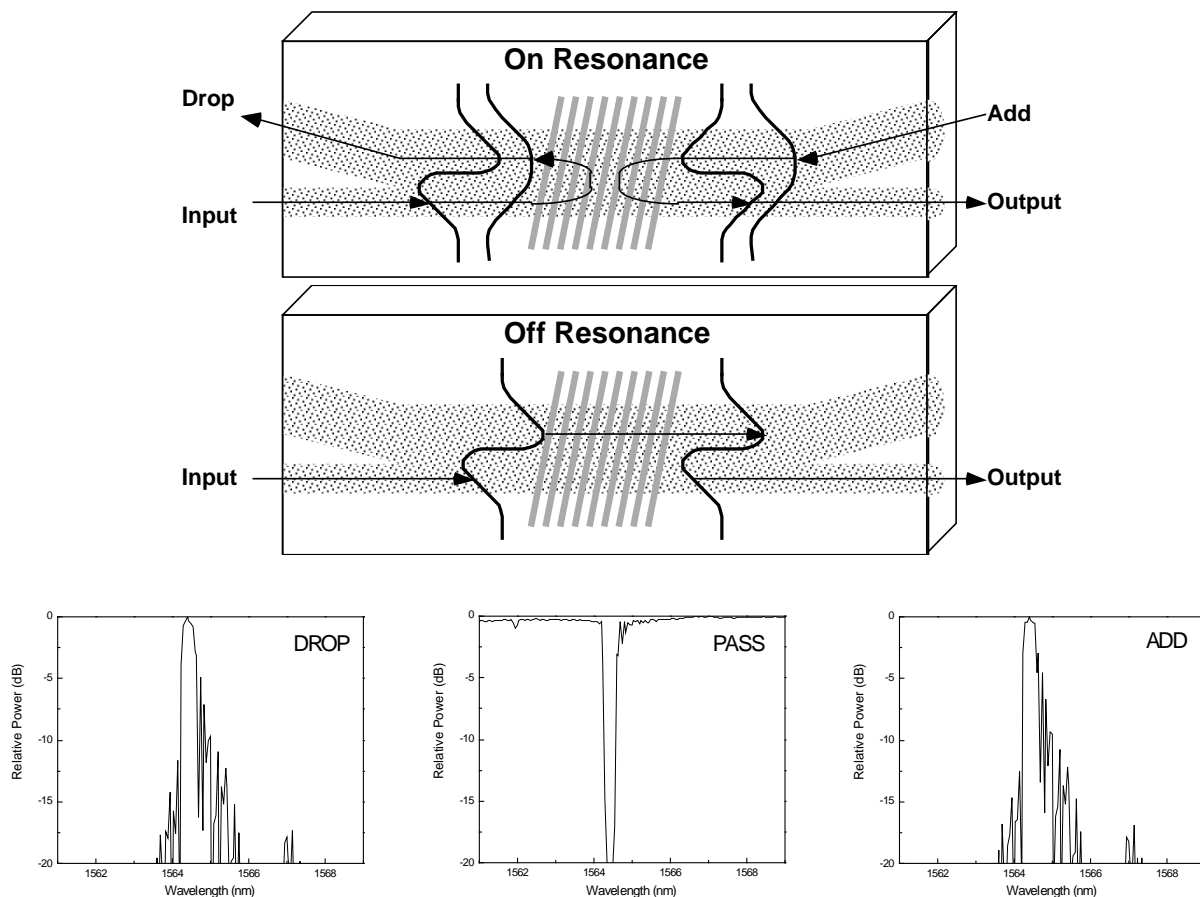 On Resonance
Drop
Add
Input
Output
Off Resonance
Input
Output
0
-5
-10
-15
-20
Relative Power (dB)
DROP
1562 1564 1566 1568
Wavelength (nm)
0
-5
-10
-15
-20
Relative Power (dB)
PASS
1562 1564 1566 1568
Wavelength (nm)
0
-5
-10
-15
-20
Relative Power (dB)
ADD
1562 1564 1566 1568
Wavelength (nm)